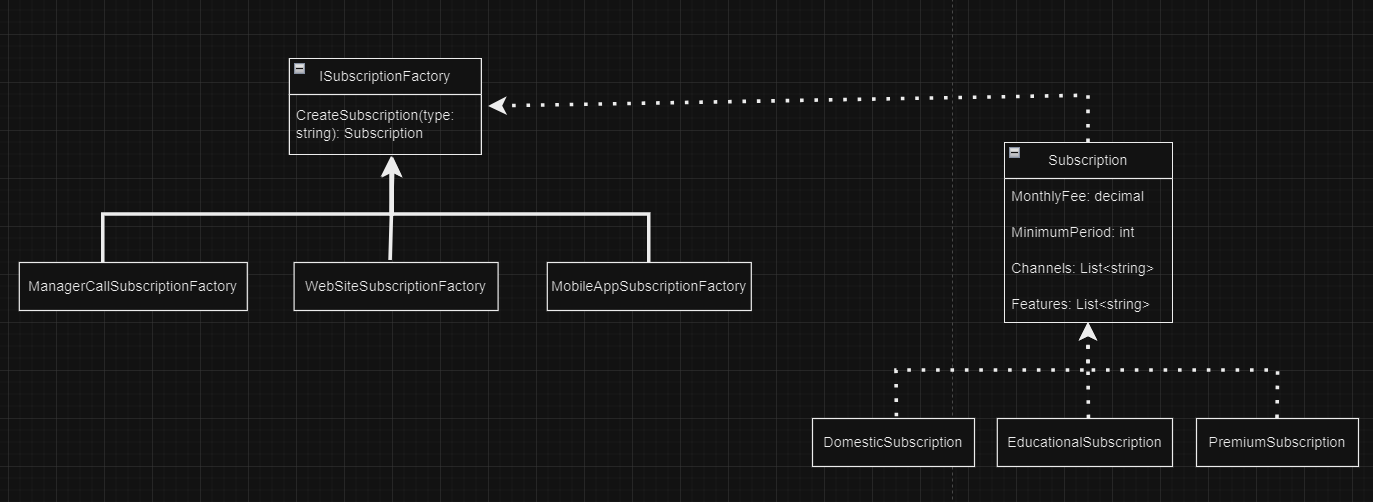 ISubscriptionFactory
CreateSubscription(type:
string): Subscription
ManagerCallSubscriptionFactory
WebSiteSubscriptionFactory
MobileAppSubscriptionFactory
Subscription
MonthlyFee: decimal
MinimumPeriod: int
Channels: List<string>
Features: List<string>
DomesticSubscription
EducationalSubscription
PremiumSubscription